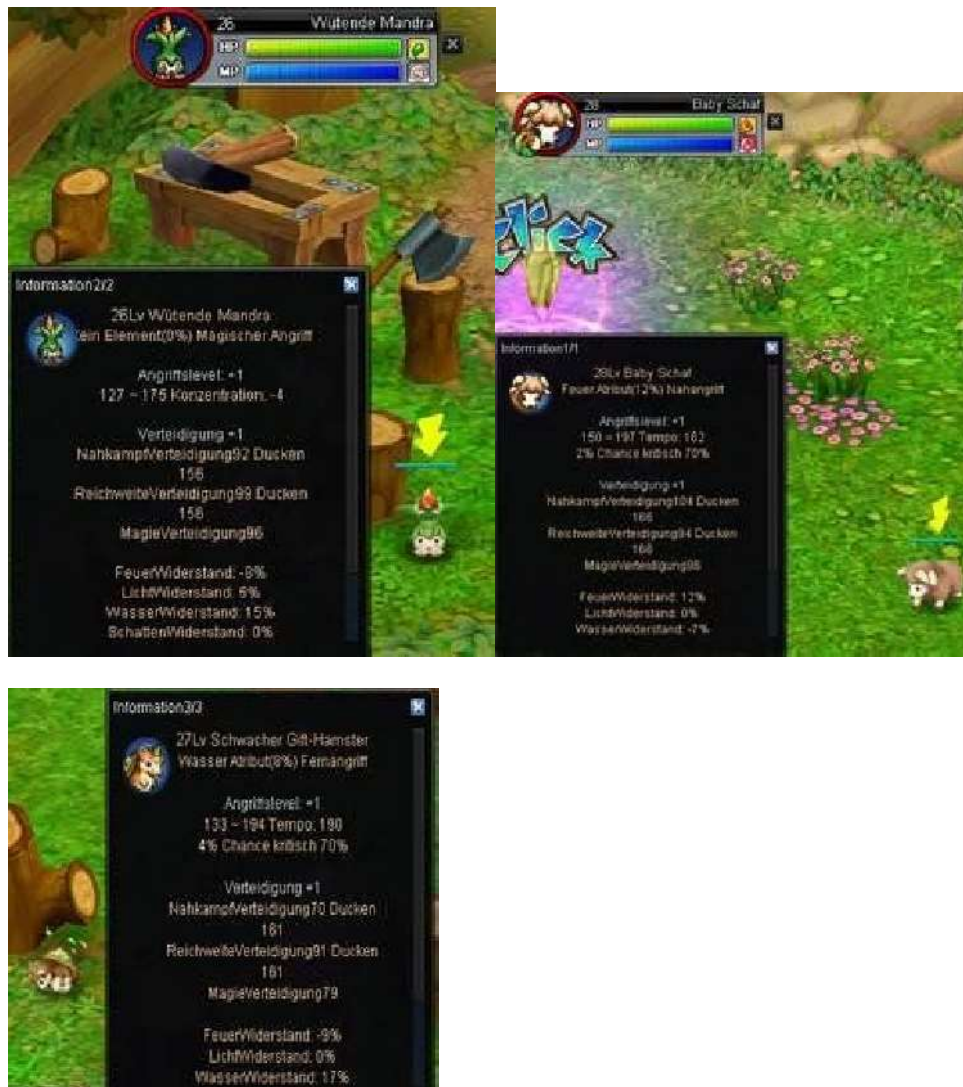 26 Wütende Mandra
HP
MP
Information2/2
26Lv Wütende Mandra
ein Element(0%) Magischer Angriff
Angriffslevel: +1
127 ~ 175 Konzentration: -4
Verteidigung +1
NahkampfVerteidigung92 Ducken
156
ReichweiteVerteidigung99 Ducken
156
MagieVerteidigung96
FeuerWiderstand: -8%
LichtWiderstand: 6%
WasserWiderstand: 15%
SchattenWiderstand: 0%
28 Baby Schaf
HP
MP
Information1/1
28Lv Baby Schaf
Feuer Atribut(12%) Nahangriff
Angriffslevel: +1
150 ~ 197 Tempo: 162
2% Chance kritisch 70%
Verteidigung +1
NahkampfVerteidigung104 Ducken
166
ReichweiteVerteidigung94 Ducken
166
MagieVerteidigung98
FeuerWiderstand: 12%
LichtWiderstand: 0%
WasserWiderstand: -7%
Information3/3
27Lv Schwacher Gift-Hamster
Wasser Atribut(8%) Fernangriff
Angriffslevel: +1
133 ~ 194 Tempo: 190
4% Chance kritisch 70%
Verteidigung +1
NahkampfVerteidigung70 Ducken
161
ReichweiteVerteidigung91 Ducken
161
MagieVerteidigung79
FeuerWiderstand: -9%
LichtWiderstand: 0%
WasserWiderstand: 17%